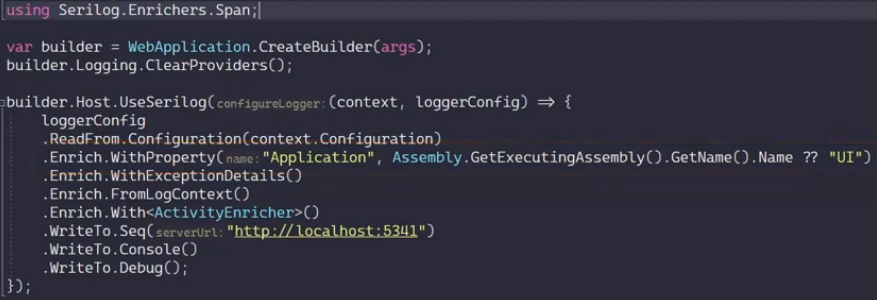 using Serilog.Enrichers.Span;
var builder = WebApplication.CreateBuilder(args);
builder.Logging.ClearProviders();
builder.Host.UseSerilog(configureLogger: (context, loggerConfig) => {
loggerConfig
.ReadFrom.Configuration(context.Configuration)
.Enrich.WithProperty(name: "Application", Assembly.GetExecutingAssembly().GetName().Name ?? "UI")
.Enrich.WithExceptionDetails()
.Enrich.FromLogContext()
.Enrich.With<ActivityEnricher>()
.WriteTo.Seq(serverUrl: "http://localhost:5341")
.WriteTo.Console()
.WriteTo.Debug();
});